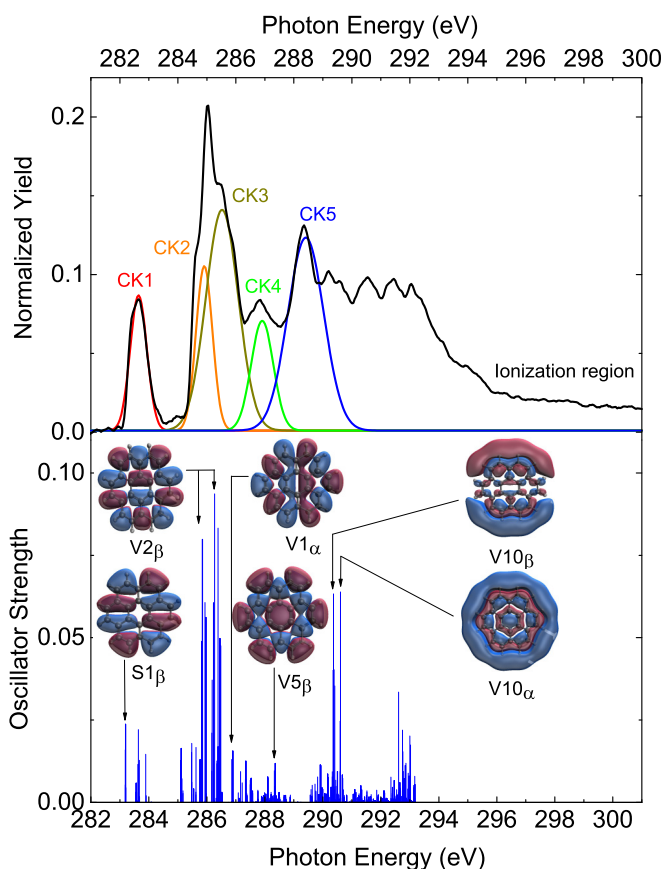 Photon Energy (eV)
282 284 286 288 290 292 294 296 298 300
Normalized Yield
0.2
0.1
0.0
CK1
CK2
CK3
CK4
CK5
Ionization region
Oscillator Strength
0.10
0.05
0.00
V2β
V1α
V10β
S1β
V5β
V10α
282 284 286 288 290 292 294 296 298 300
Photon Energy (eV)